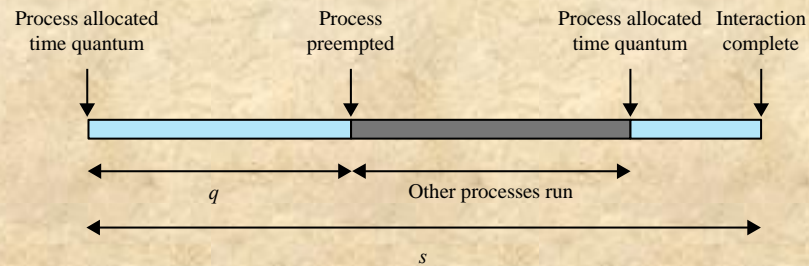 Process allocated
time quantum
Process
preempted
Process allocated
time quantum
Interaction
complete
q
Other processes run
s